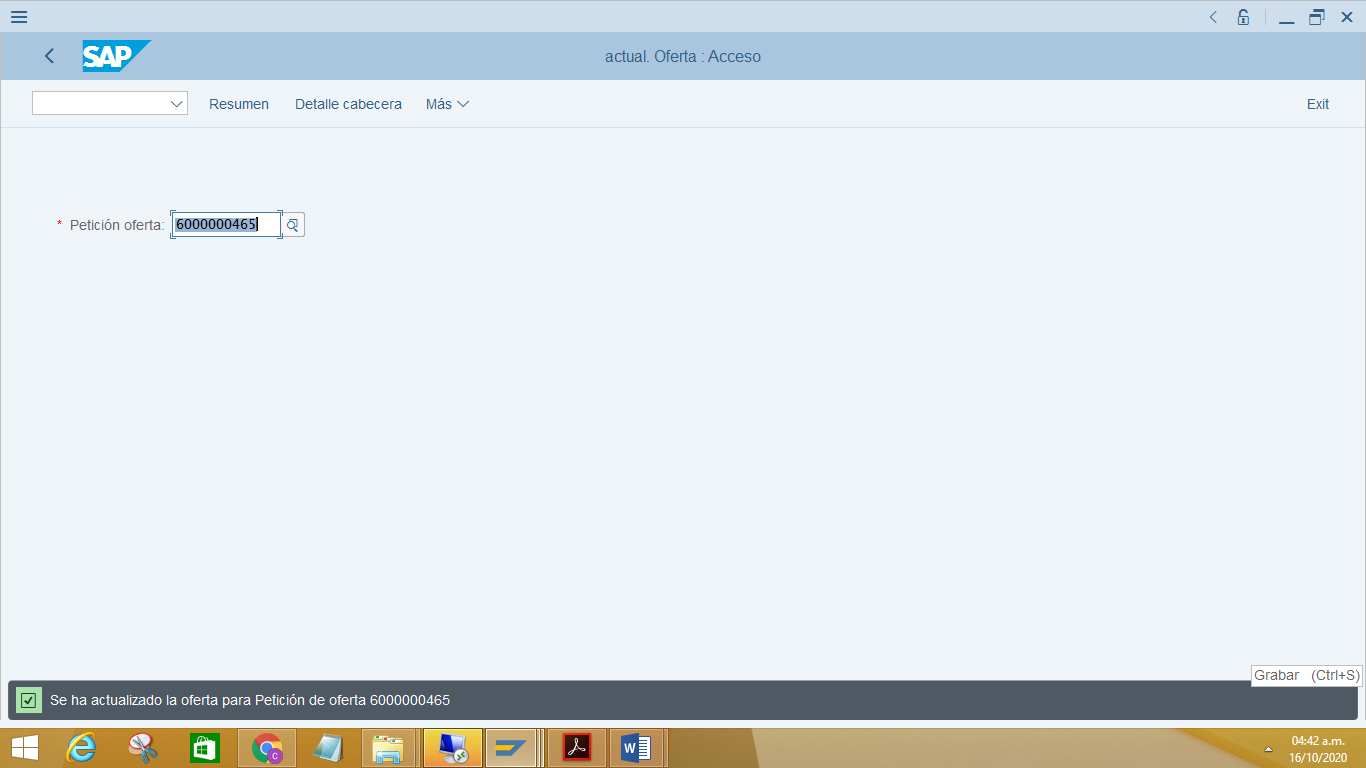 SAP
actual. Oferta : Acceso
Resumen Detalle cabecera Más Exit
* Petición oferta: 6000000465
Grabar (Ctrl+S)
Se ha actualizado la oferta para Petición de oferta 6000000465
04:42 a.m.
16/10/2020